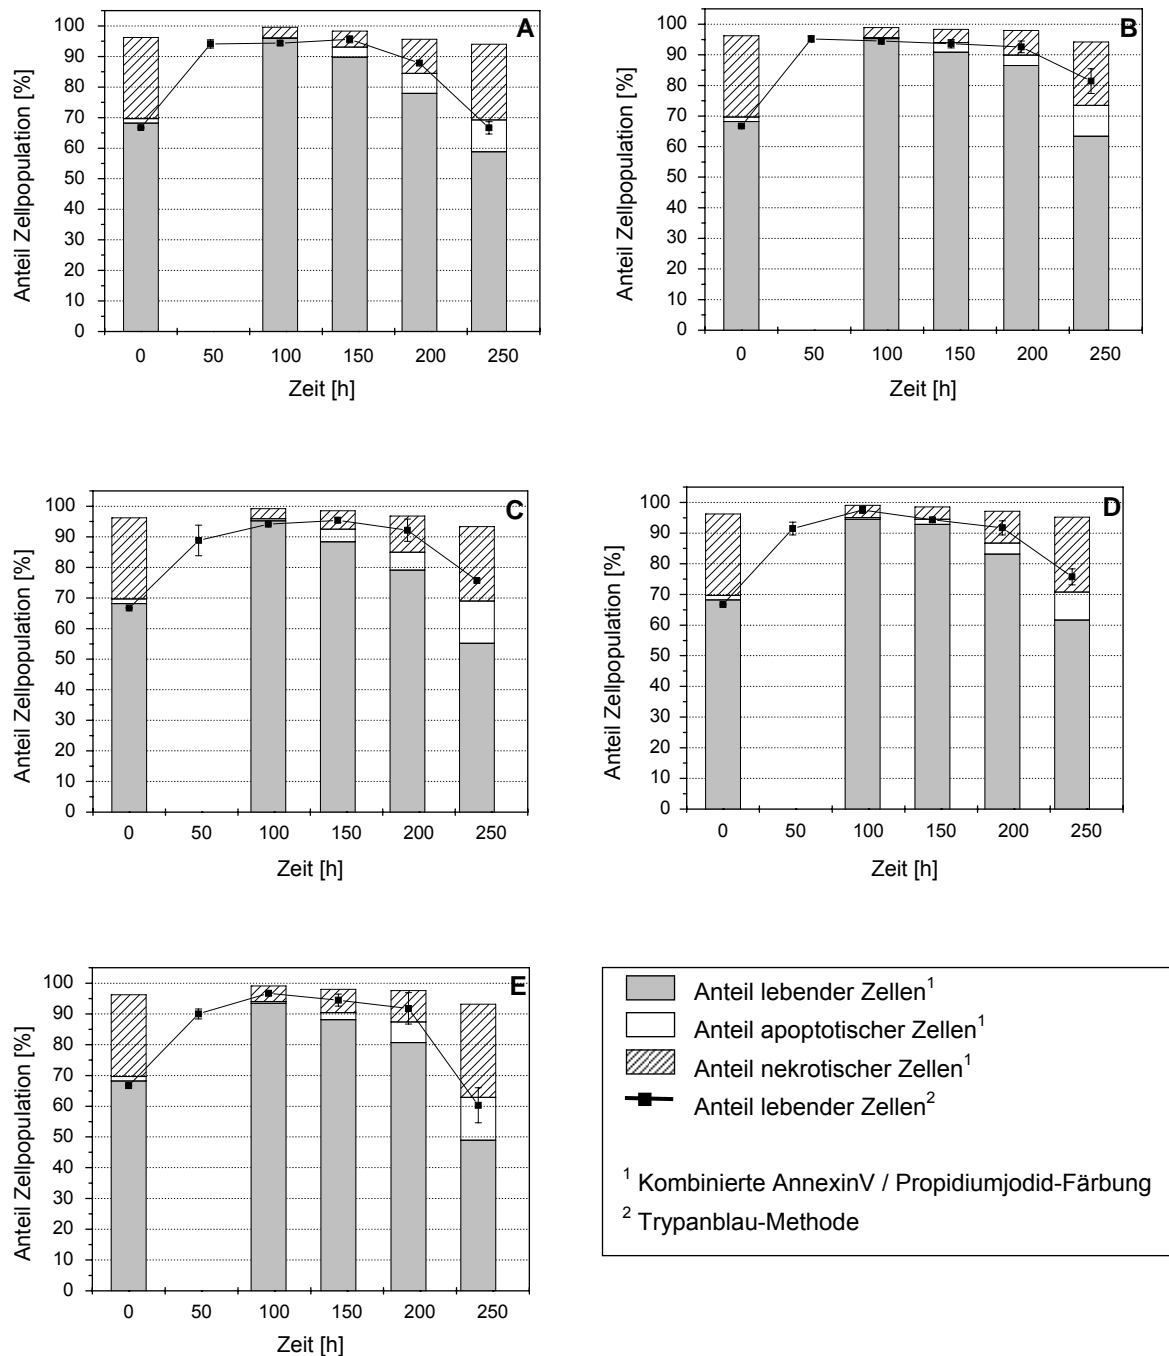 A
100
90
80
70
60
50
40
30
20
10
0
Anteil Zellpopulation [%]
0 50 100 150 200 250
Zeit [h]
B
100
90
80
70
60
50
40
30
20
10
0
Anteil Zellpopulation [%]
0 50 100 150 200 250
Zeit [h]
C
100
90
80
70
60
50
40
30
20
10
0
Anteil Zellpopulation [%]
0 50 100 150 200 250
Zeit [h]
D
100
90
80
70
60
50
40
30
20
10
0
Anteil Zellpopulation [%]
0 50 100 150 200 250
Zeit [h]
E
100
90
80
70
60
50
40
30
20
10
0
Anteil Zellpopulation [%]
0 50 100 150 200 250
Zeit [h]
Anteil lebender Zellen¹
Anteil apoptotischer Zellen¹
Anteil nekrotischer Zellen¹
Anteil lebender Zellen²
¹ Kombinierte AnnexinV / Propidiumjodid-Färbung
² Trypanblau-Methode